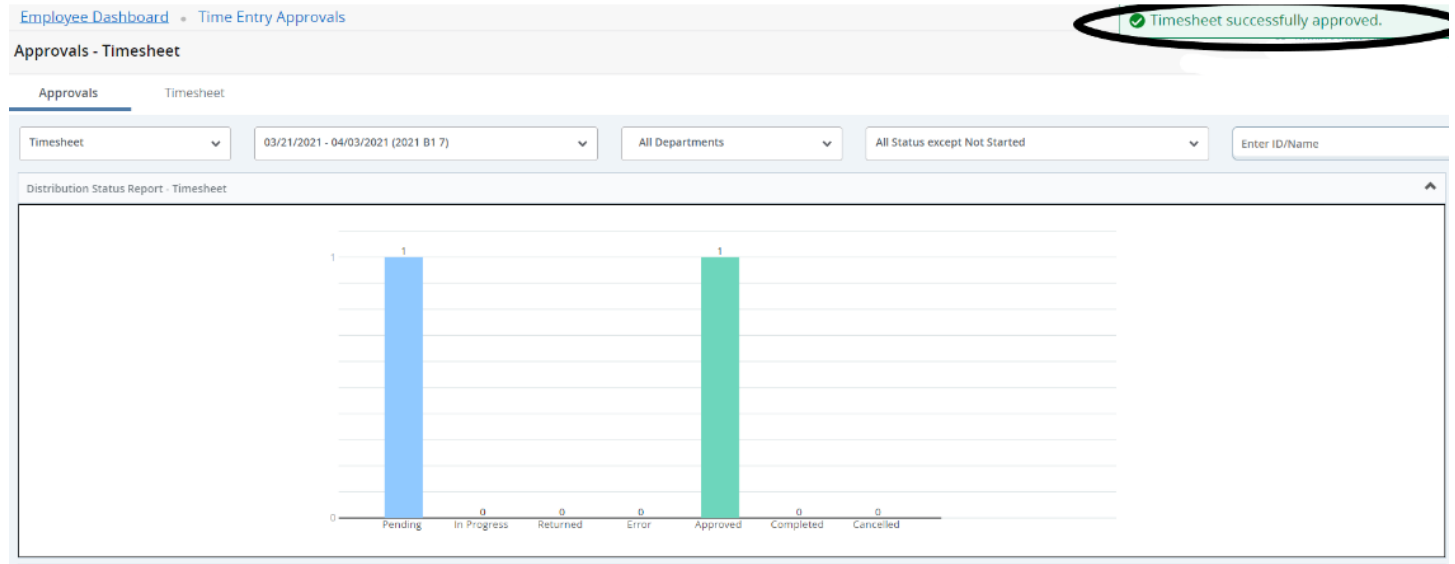 Employee Dashboard • Time Entry Approvals
Timesheet successfully approved.
Approvals - Timesheet
Approvals Timesheet
Timesheet 03/21/2021 - 04/03/2021 (2021 B1 7) All Departments All Status except Not Started Enter ID/Name
Distribution Status Report - Timesheet
1 1
1
0 0 0 0 0
0
Pending In Progress Returned Error Approved Completed Cancelled